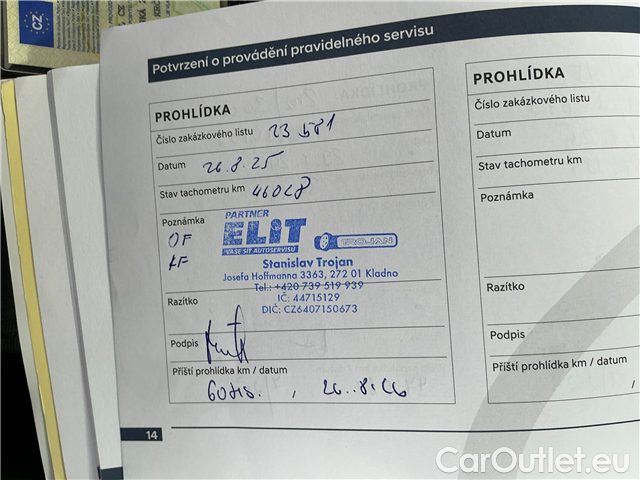 CZ
Potvrzení o provádění pravidelného servisu
PROHLÍDKA
Číslo zakázkového listu 23 581
Datum 26.8.25
Stav tachometru km 46028
Poznámka
OF
KF
PARTNER
ELIT
VAŠE SÍŤ AUTOSERVISŮ
TROJAN
Stanislav Trojan
Josefa Hoffmanna 3363, 272 01 Kladno
Tel.: +420 739 519 939
IČ: 44715129
DIČ: CZ6407150673
Razítko
Podpis
Příští prohlídka km / datum
60tis. , 26.8.26
14
PROHLÍDKA
Číslo zakázkového listu
Datum
Stav tachometru km
Poznámka
Razítko
Podpis
Příští prohlídka km / datum
CarOutlet.eu